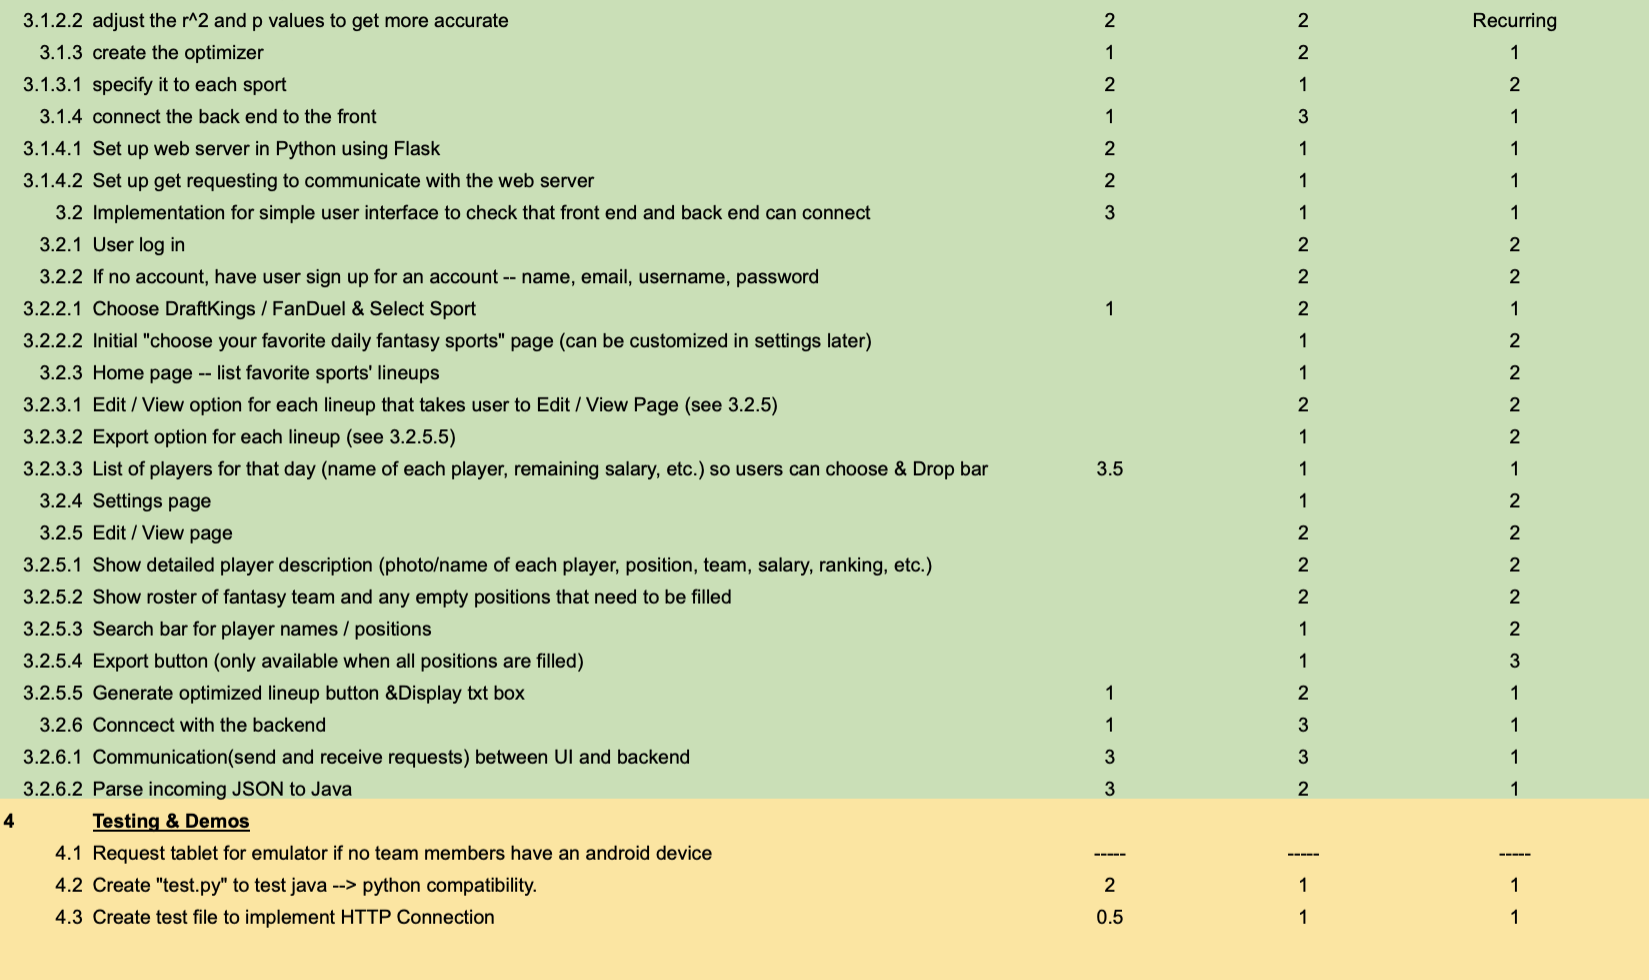 3.1.2.2 adjust the r^2 and p values to get more accurate 2 2 Recurring
3.1.3 create the optimizer 1 2 1
3.1.3.1 specify it to each sport 2 1 2
3.1.4 connect the back end to the front 1 3 1
3.1.4.1 Set up web server in Python using Flask 2 1 1
3.1.4.2 Set up get requesting to communicate with the web server 2 1 1
3.2 Implementation for simple user interface to check that front end and back end can connect 3 1 1
3.2.1 User log in 2 2
3.2.2 If no account, have user sign up for an account -- name, email, username, password 2 2
3.2.2.1 Choose DraftKings / FanDuel & Select Sport 1 2 1
3.2.2.2 Initial "choose your favorite daily fantasy sports" page (can be customized in settings later) 1 2
3.2.3 Home page -- list favorite sports' lineups 1 2
3.2.3.1 Edit / View option for each lineup that takes user to Edit / View Page (see 3.2.5) 2 2
3.2.3.2 Export option for each lineup (see 3.2.5.5) 1 2
3.2.3.3 List of players for that day (name of each player, remaining salary, etc.) so users can choose & Drop bar 3.5 1 1
3.2.4 Settings page 1 2
3.2.5 Edit / View page 2 2
3.2.5.1 Show detailed player description (photo/name of each player, position, team, salary, ranking, etc.) 2 2
3.2.5.2 Show roster of fantasy team and any empty positions that need to be filled 2 2
3.2.5.3 Search bar for player names / positions 1 2
3.2.5.4 Export button (only available when all positions are filled) 1 3
3.2.5.5 Generate optimized lineup button &Display txt box 1 2 1
3.2.6 Conncect with the backend 1 3 1
3.2.6.1 Communication(send and receive requests) between UI and backend 3 3 1
3.2.6.2 Parse incoming JSON to Java 3 2 1
4 Testing & Demos
4.1 Request tablet for emulator if no team members have an android device ----- ----- -----
4.2 Create "test.py" to test java --> python compatibility. 2 1 1
4.3 Create test file to implement HTTP Connection 0.5 1 1